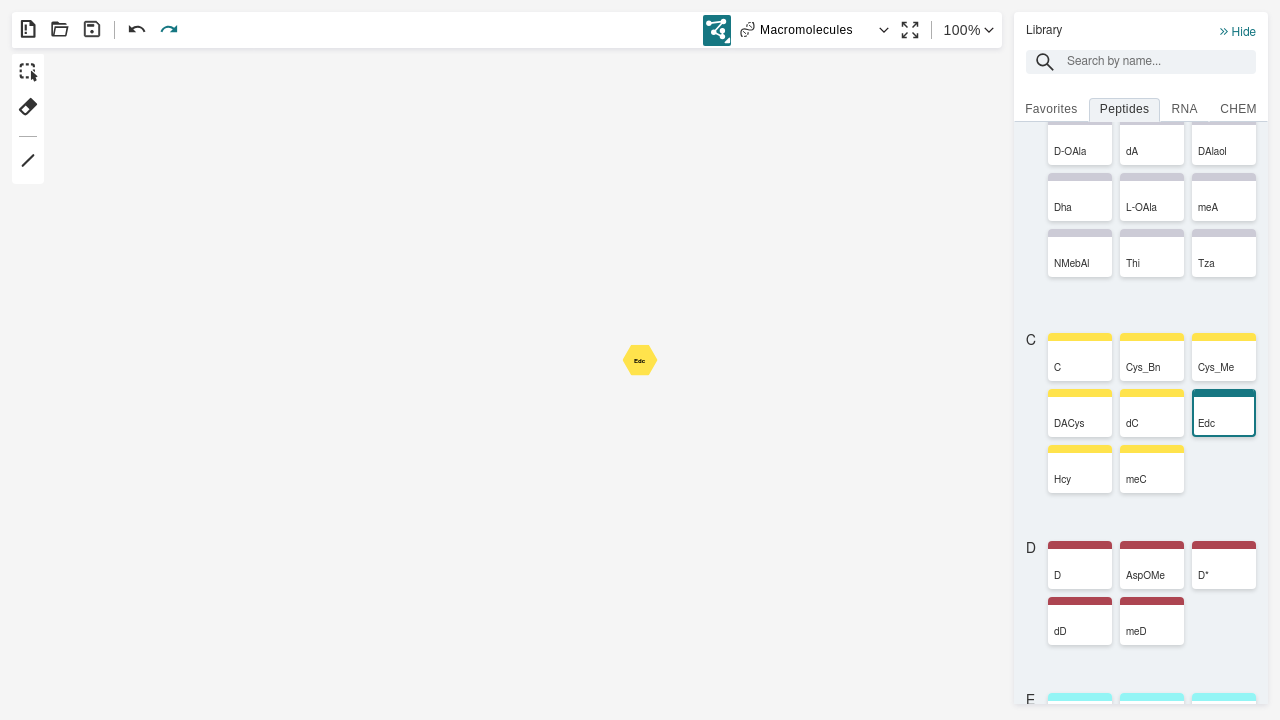 Macromolecules
100%
Library
Hide
Search by name...
Favorites
Peptides
RNA
CHEM
D-OAla
dA
DAlaol
Dha
L-OAla
meA
NMebAl
Thi
Tza
C
C
Cys_Bn
Cys_Me
DACys
dC
Edc
Hcy
meC
D
D
AspOMe
D*
dD
meD
E
Edc